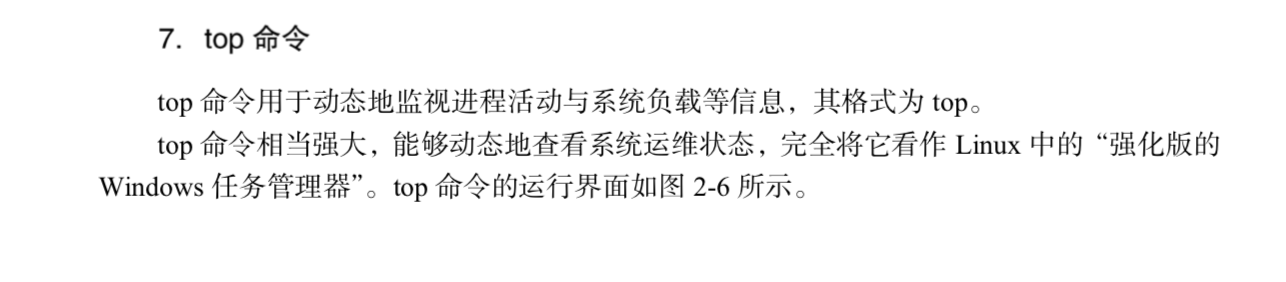 7．top 命令
top 命令用于动态地监视进程活动与系统负载等信息，其格式为 top。
top 命令相当强大，能够动态地查看系统运维状态，完全将它看作 Linux 中的“强化版的
Windows 任务管理器”。top 命令的运行界面如图 2-6 所示。